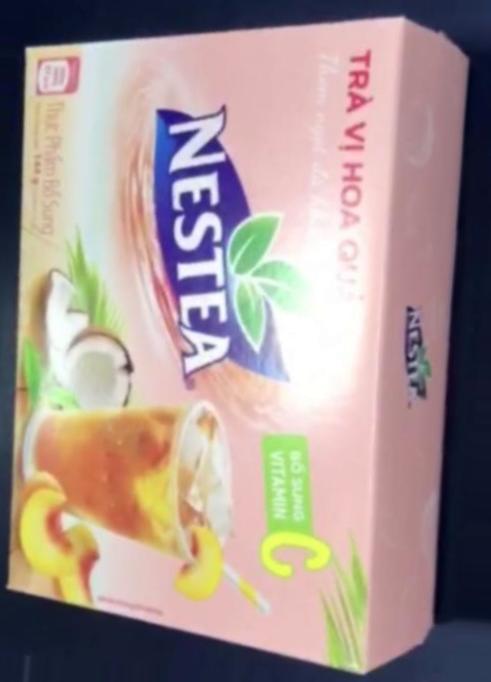 TRÀ VỊ HOA QUẢ
NESTEA
BỔ SUNG
VITAMIN
C
Thực Phẩm Bổ Sung
NESTEA